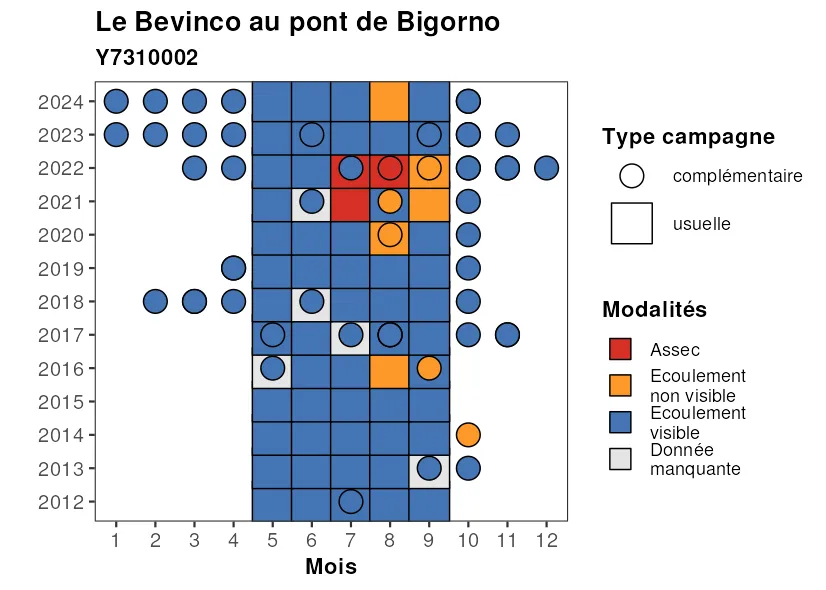 Le Bevinco au pont de Bigorno
Y7310002
2024
2023
2022
2021
2020
2019
2018
2017
2016
2015
2014
2013
2012
1 2 3 4 5 6 7 8 9 10 11 12
Mois
Type campagne
complémentaire
usuelle
Modalités
Assec
Ecoulement
non visible
Ecoulement
visible
Donnée
manquante